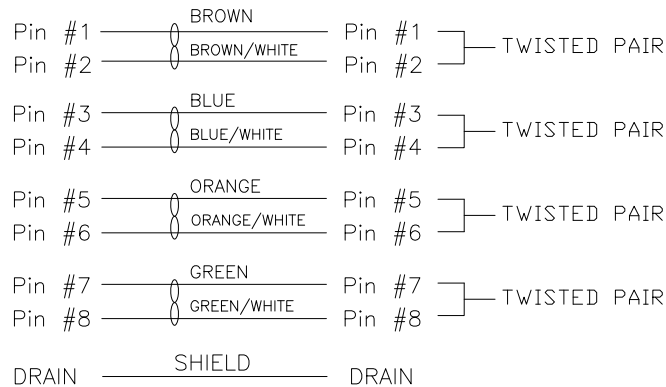 BROWN
Pin #1 Pin #1
BROWN/WHITE TWISTED PAIR
Pin #2 Pin #2
BLUE
Pin #3 Pin #3
BLUE/WHITE TWISTED PAIR
Pin #4 Pin #4
ORANGE
Pin #5 Pin #5
ORANGE/WHITE TWISTED PAIR
Pin #6 Pin #6
GREEN
Pin #7 Pin #7
GREEN/WHITE TWISTED PAIR
Pin #8 Pin #8
SHIELD
DRAIN DRAIN